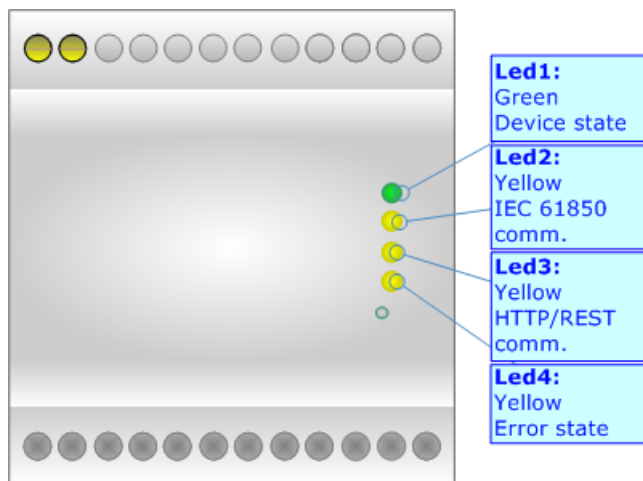 Led1:
Green
Device state
Led2:
Yellow
IEC 61850
comm.
Led3:
Yellow
HTTP/REST
comm.
Led4:
Yellow
Error state